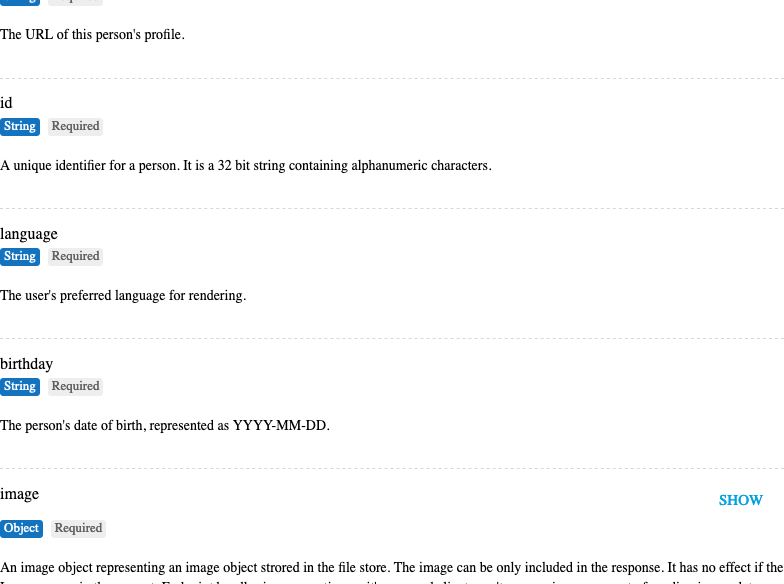 The URL of this person's profile.
id
String Required
A unique identifier for a person. It is a 32 bit string containing alphanumeric characters.
language
String Required
The user's preferred language for rendering.
birthday
String Required
The person's date of birth, represented as YYYY-MM-DD.
image
SHOW
Object Required
An image object representing an image object strored in the file store. The image can be only included in the response. It has no effect if the